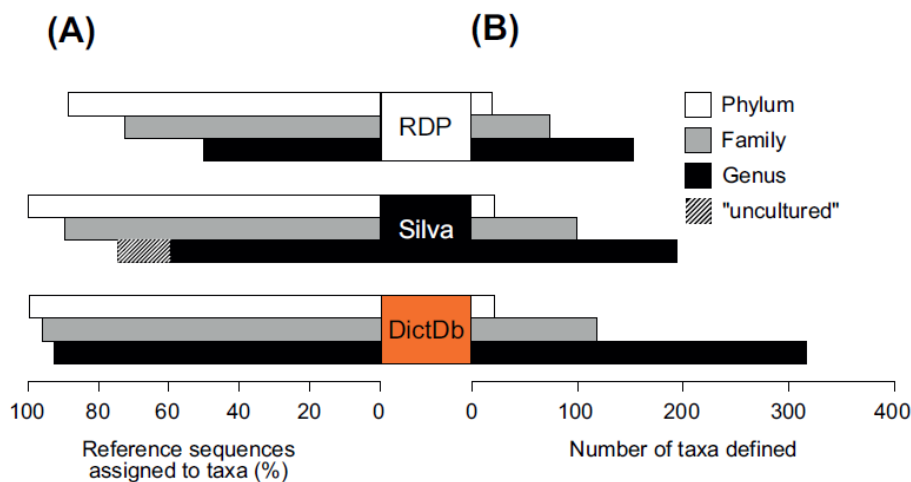 (A)
(B)
RDP
Phylum
Family
Genus
"uncultured"
Silva
DictDb
100 80 60 40 20 0
0 100 200 300 400
Reference sequences
assigned to taxa (%)
Number of taxa defined